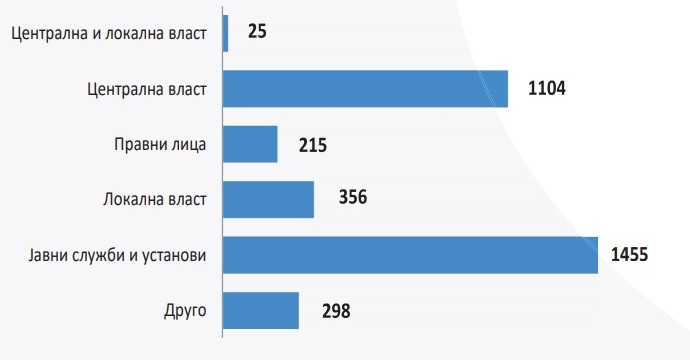 Централна и локална власт 25
Централна власт 1104
Правни лица 215
Локална власт 356
Јавни служби и установи 1455
Друго 298